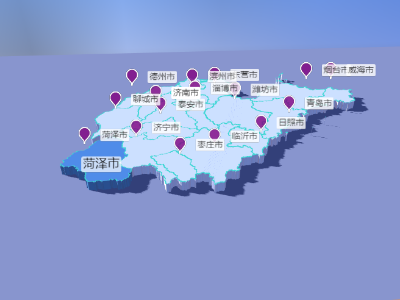 德州市
滨州市
东营市
烟台市
威海市
济南市
淄博市
潍坊市
聊城市
泰安市
青岛市
日照市
济宁市
菏泽市
临沂市
枣庄市
菏泽市